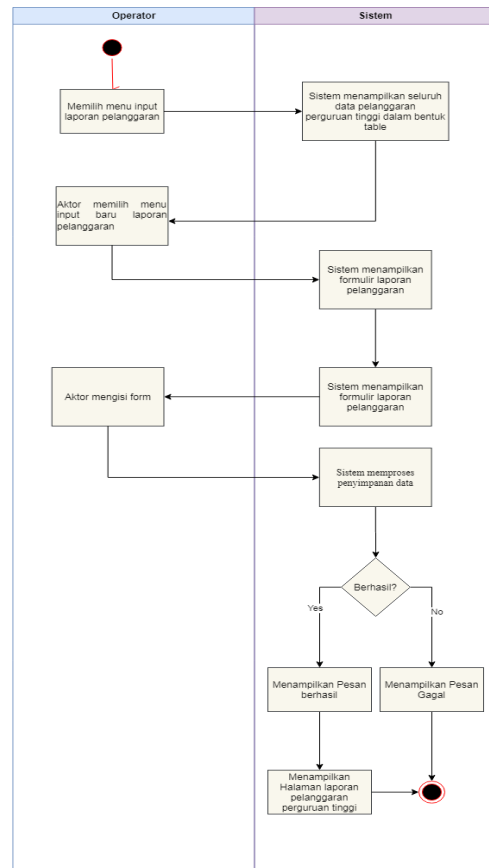 Operator
Sistem
Memilih menu input
laporan pelanggaran
Sistem menampilkan seluruh
data pelanggaran
perguruan tinggi dalam bentuk
table
Aktor memilih menu
input baru laporan
pelanggaran
Sistem menampilkan
formulir laporan
pelanggaran
Aktor mengisi form
Sistem menampilkan
formulir laporan
pelanggaran
Sistem memproses
penyimpanan data
Berhasil?
Yes
No
Menampilkan Pesan
berhasil
Menampilkan Pesan
Gagal
Menampilkan
Halaman laporan
pelanggaran
perguruan tinggi